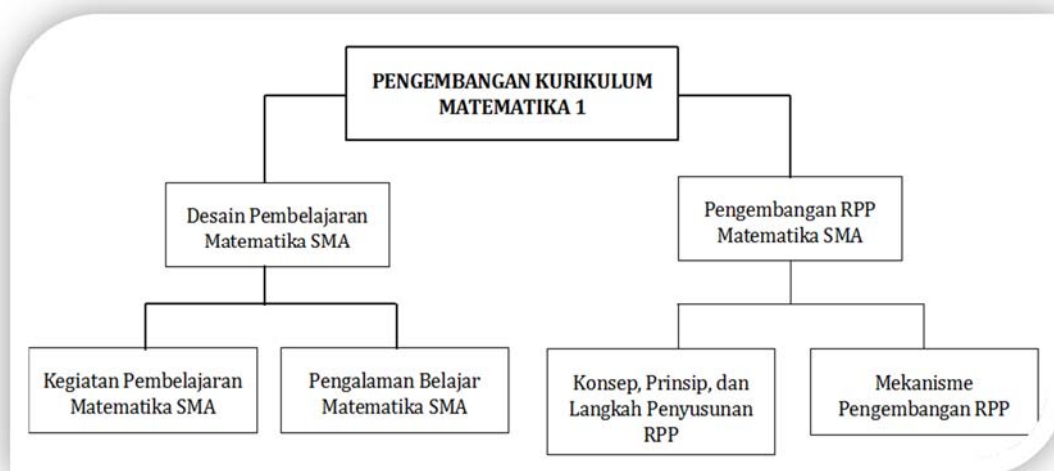 PENGEMBANGAN KURIKULUM
MATEMATIKA 1
Desain Pembelajaran
Matematika SMA
Pengembangan RPP
Matematika SMA
Kegiatan Pembelajaran
Matematika SMA
Pengalaman Belajar
Matematika SMA
Konsep, Prinsip, dan
Langkah Penyusunan
RPP
Mekanisme
Pengembangan RPP